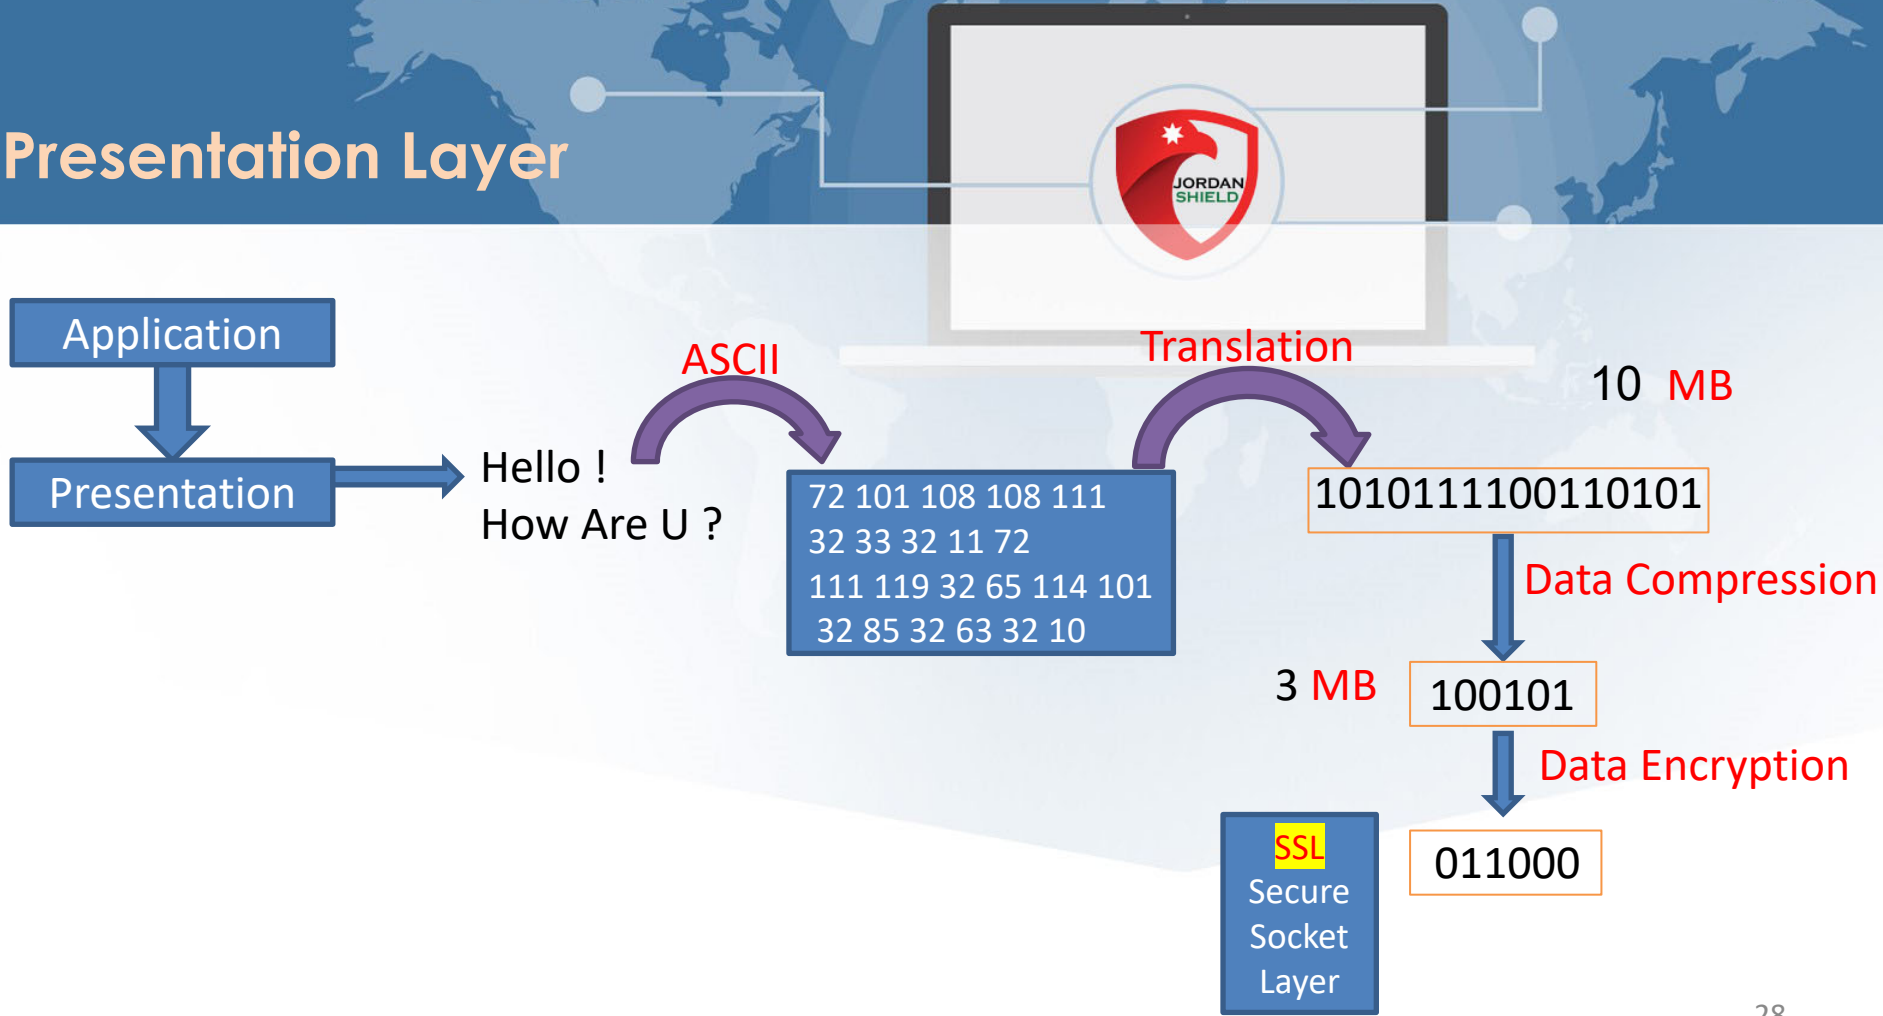 Presentation Layer
JORDAN
SHIELD
Application
Presentation
Hello !
How Are U ?
ASCII
72 101 108 108 111
32 33 32 11 72
111 119 32 65 114 101
32 85 32 63 32 10
Translation
10 MB
1010111100110101
Data Compression
3 MB
100101
Data Encryption
SSL
Secure
Socket
Layer
011000
28